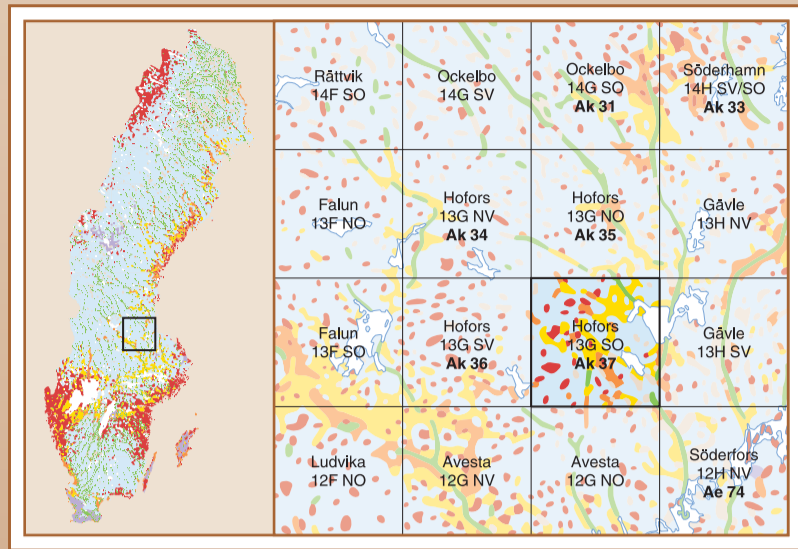 Rättvik
14F SO
Ockelbo
14G SV
Ockelbo
14G SO
Ak 31
Söderhamn
14H SV/SO
Ak 33
Falun
13F NO
Hofors
13G NV
Ak 34
Hofors
13G NO
Ak 35
Gävle
13H NV
Falun
13F SO
Hofors
13G SV
Ak 36
Hofors
13G SO
Ak 37
Gävle
13H SV
Ludvika
12F NO
Avesta
12G NV
Avesta
12G NO
Söderfors
12H NV
Ae 74